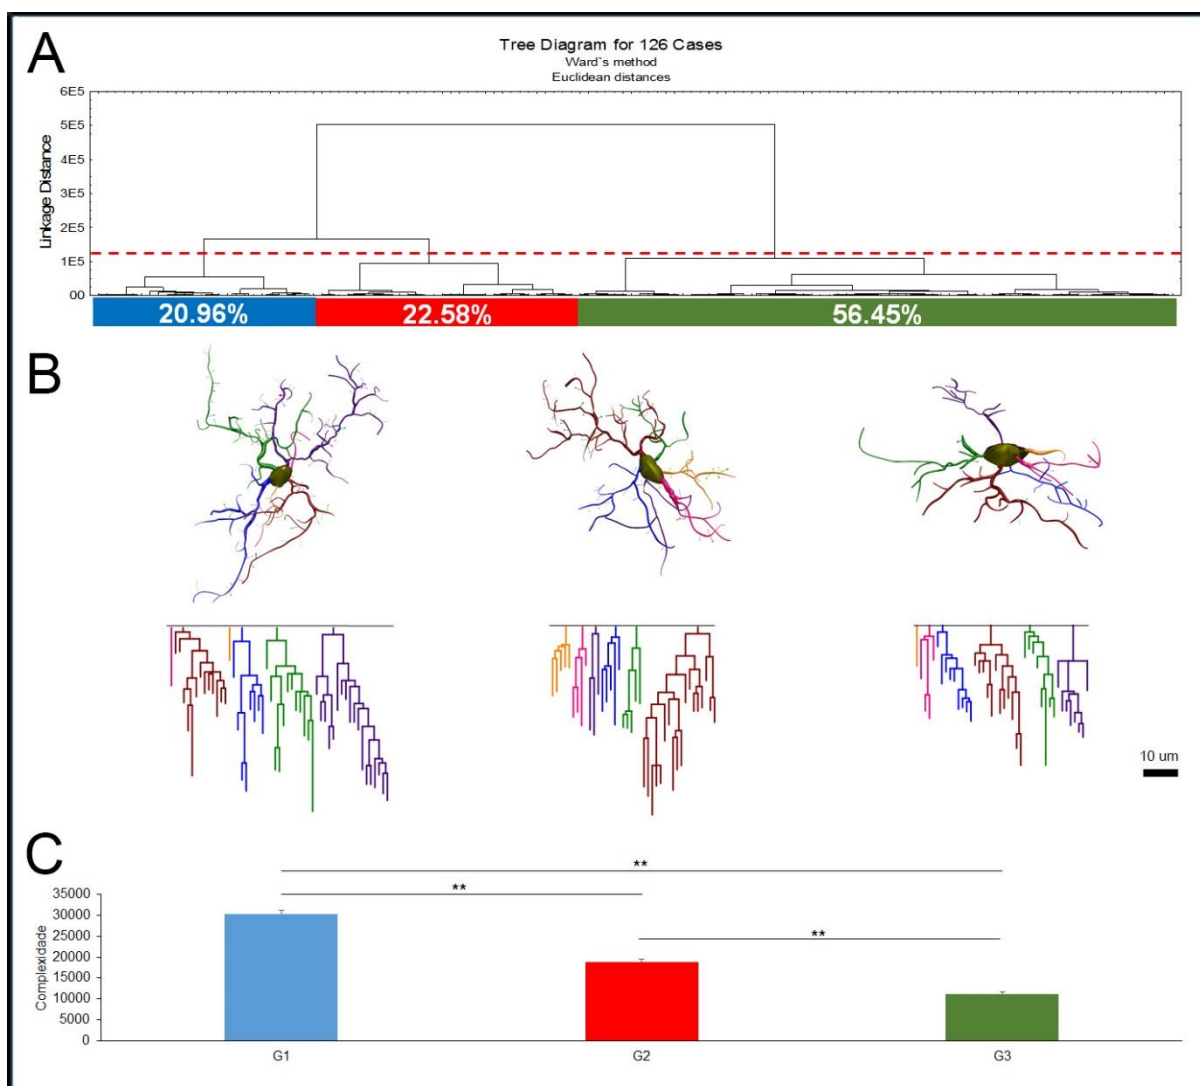 A
Tree Diagram for 126 Cases
Ward`s method
Euclidean distances
Linkage Distance
6E5
5E5
4E5
3E5
2E5
1E5
00
20.96% 22.58% 56.45%
B
10 um
C
**
**
**
Complexidade
35000
30000
25000
20000
15000
10000
5000
0
G1 G2 G3